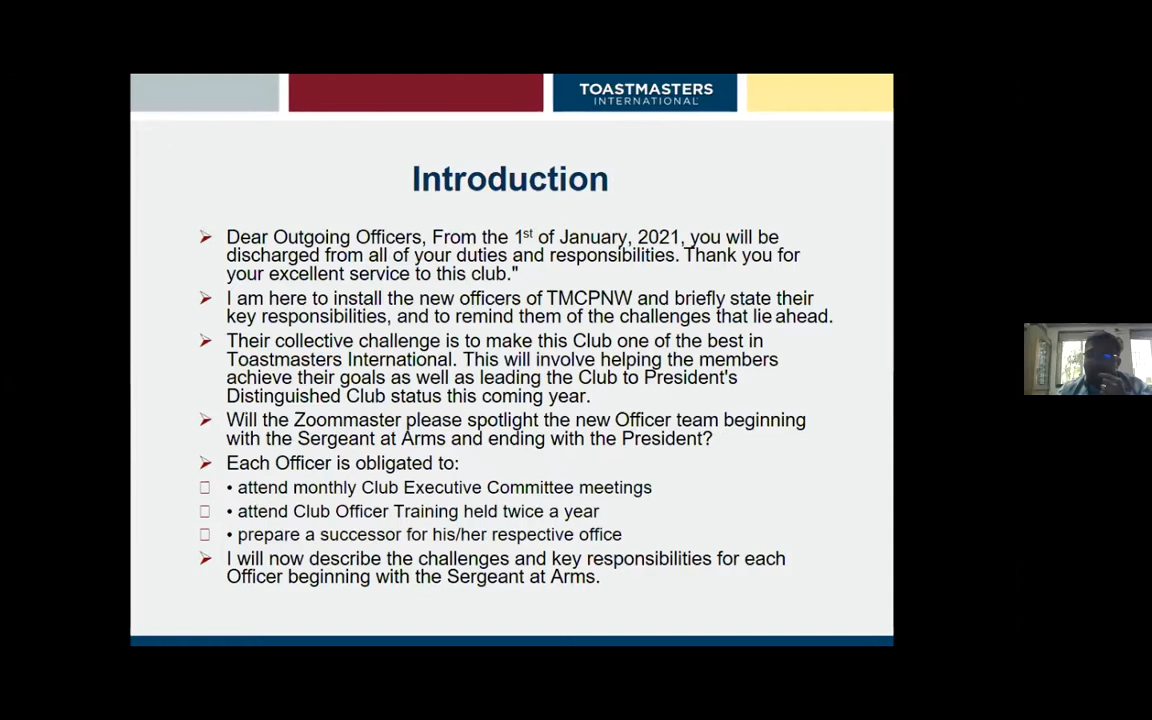 TOASTMASTERS
INTERNATIONAL
Introduction
Dear Outgoing Officers, From the 1st of January, 2021, you will be
discharged from all of your duties and responsibilities. Thank you for
your excellent service to this club."
I am here to install the new officers of TMCPNW and briefly state their
key responsibilities, and to remind them of the challenges that lie ahead.
Their collective challenge is to make this Club one of the best in
Toastmasters International. This will involve helping the members
achieve their goals as well as leading the Club to President's
Distinguished Club status this coming year.
Will the Zoommaster please spotlight the new Officer team beginning
with the Sergeant at Arms and ending with the President?
Each Officer is obligated to:
• attend monthly Club Executive Committee meetings
• attend Club Officer Training held twice a year
• prepare a successor for his/her respective office
I will now describe the challenges and key responsibilities for each
Officer beginning with the Sergeant at Arms.